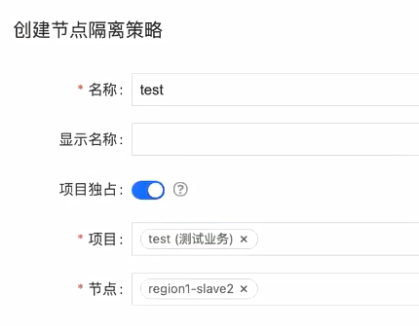 创建节点隔离策略
* 名称： test
显示名称：
项目独占： ?
* 项目： test (测试业务) ×
* 节点： region1-slave2 ×